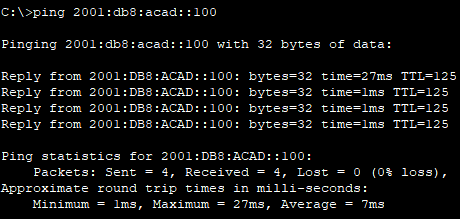 C:\>ping 2001:db8:acad::100
Pinging 2001:db8:acad::100 with 32 bytes of data:
Reply from 2001:DB8:ACAD::100: bytes=32 time=27ms TTL=125
Reply from 2001:DB8:ACAD::100: bytes=32 time=1ms TTL=125
Reply from 2001:DB8:ACAD::100: bytes=32 time=1ms TTL=125
Reply from 2001:DB8:ACAD::100: bytes=32 time=1ms TTL=125
Ping statistics for 2001:DB8:ACAD::100:
Packets: Sent = 4, Received = 4, Lost = 0 (0% loss),
Approximate round trip times in milli-seconds:
Minimum = 1ms, Maximum = 27ms, Average = 7ms